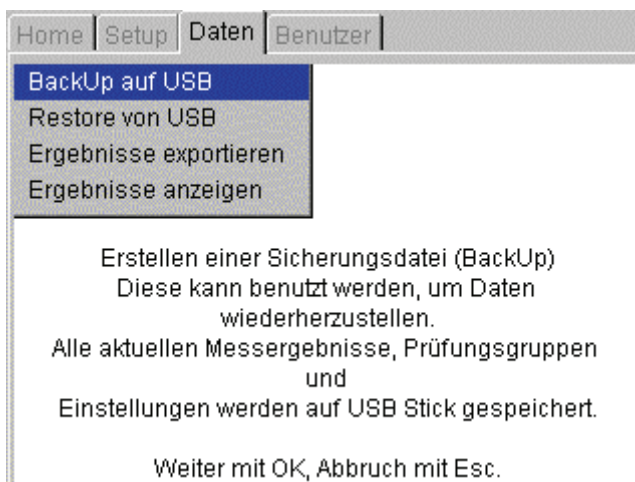 Home Setup Daten Benutzer
BackUp auf USB
Restore von USB
Ergebnisse exportieren
Ergebnisse anzeigen
Erstellen einer Sicherungsdatei (BackUp)
Diese kann benutzt werden, um Daten
wiederherzustellen.
Alle aktuellen Messergebnisse, Prüfungsgruppen
und
Einstellungen werden auf USB Stick gespeichert.
Weiter mit OK, Abbruch mit Esc.